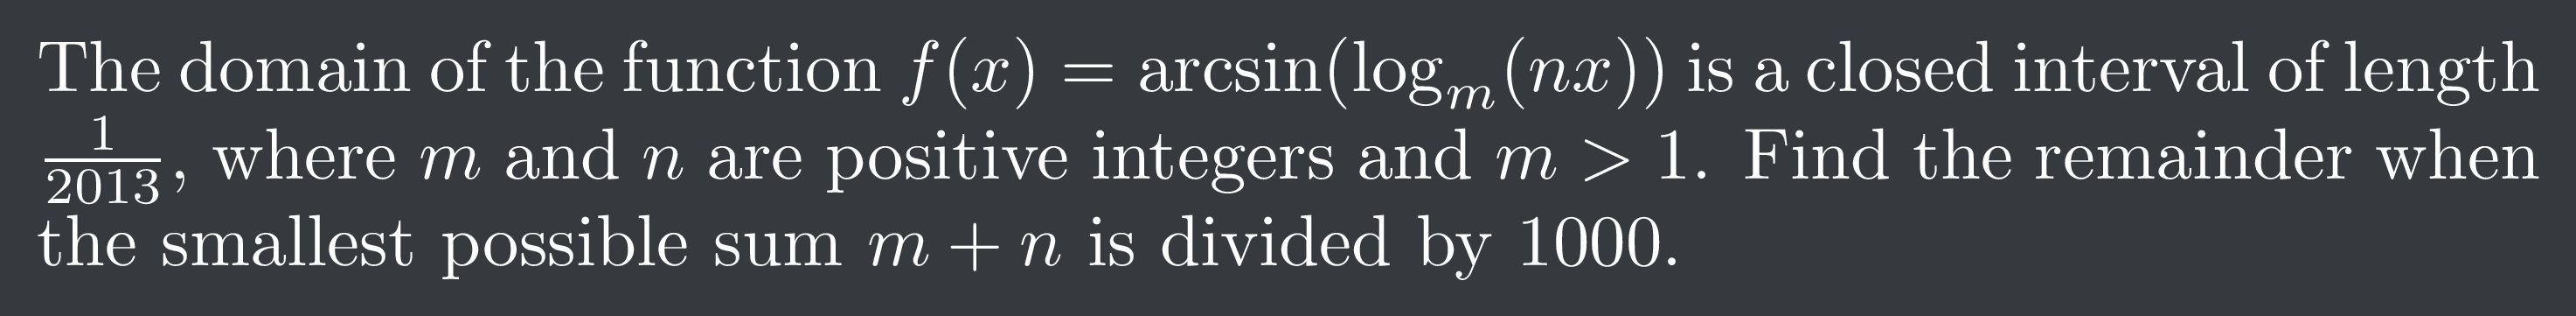 The domain of the function f(x) = arcsin(log_m(nx)) is a closed interval of length
1/2013, where m and n are positive integers and m > 1. Find the remainder when
the smallest possible sum m + n is divided by 1000.